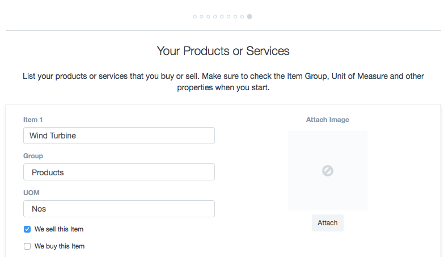 Your Products or Services
List your products or services that you buy or sell. Make sure to check the Item Group, Unit of Measure and other
properties when you start.
Item 1
Wind Turbine
Group
Products
UOM
Nos
We sell this Item
We buy this Item
Attach Image
Attach